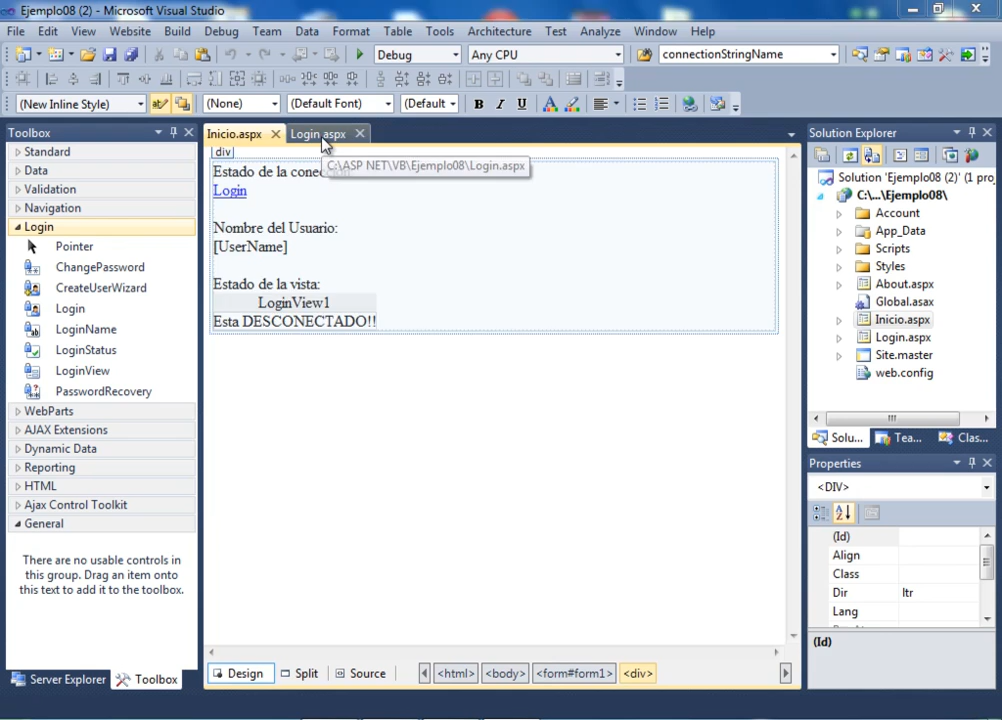 Ejemplo08 (2) - Microsoft Visual Studio
File Edit View Website Build Debug Team Data Format Table Tools Architecture Test Analyze Window Help
Debug Any CPU connectionStringName
(New Inline Style) (None) (Default Font) (Default B I U A
Toolbox
Standard
Data
Validation
Navigation
Login
Pointer
ChangePassword
CreateUserWizard
Login
LoginName
LoginStatus
LoginView
PasswordRecovery
WebParts
AJAX Extensions
Dynamic Data
Reporting
HTML
Ajax Control Toolkit
General
There are no usable controls in
this group. Drag an item onto
this text to add it to the toolbox.
Server Explorer Toolbox
Inicio.aspx Login.aspx
div
C:\ASP NET\VB\Ejemplo08\Login.aspx
Estado de la
Login
Nombre del Usuario:
[UserName]
Estado de la vista:
LoginView1
Esta DESCONECTADO!!
Design Split Source <html> <body> <form#form1> <div>
Solution Explorer
Solution 'Ejemplo08 (2)' (1 pro
C:\...\Ejemplo08\
Account
App_Data
Scripts
Styles
About.aspx
Global.asax
Inicio.aspx
Login.aspx
Site.master
web.config
Solu... Tea... Clas...
Properties
<DIV>
(Id)
Align
Class
Dir ltr
Lang
(Id)